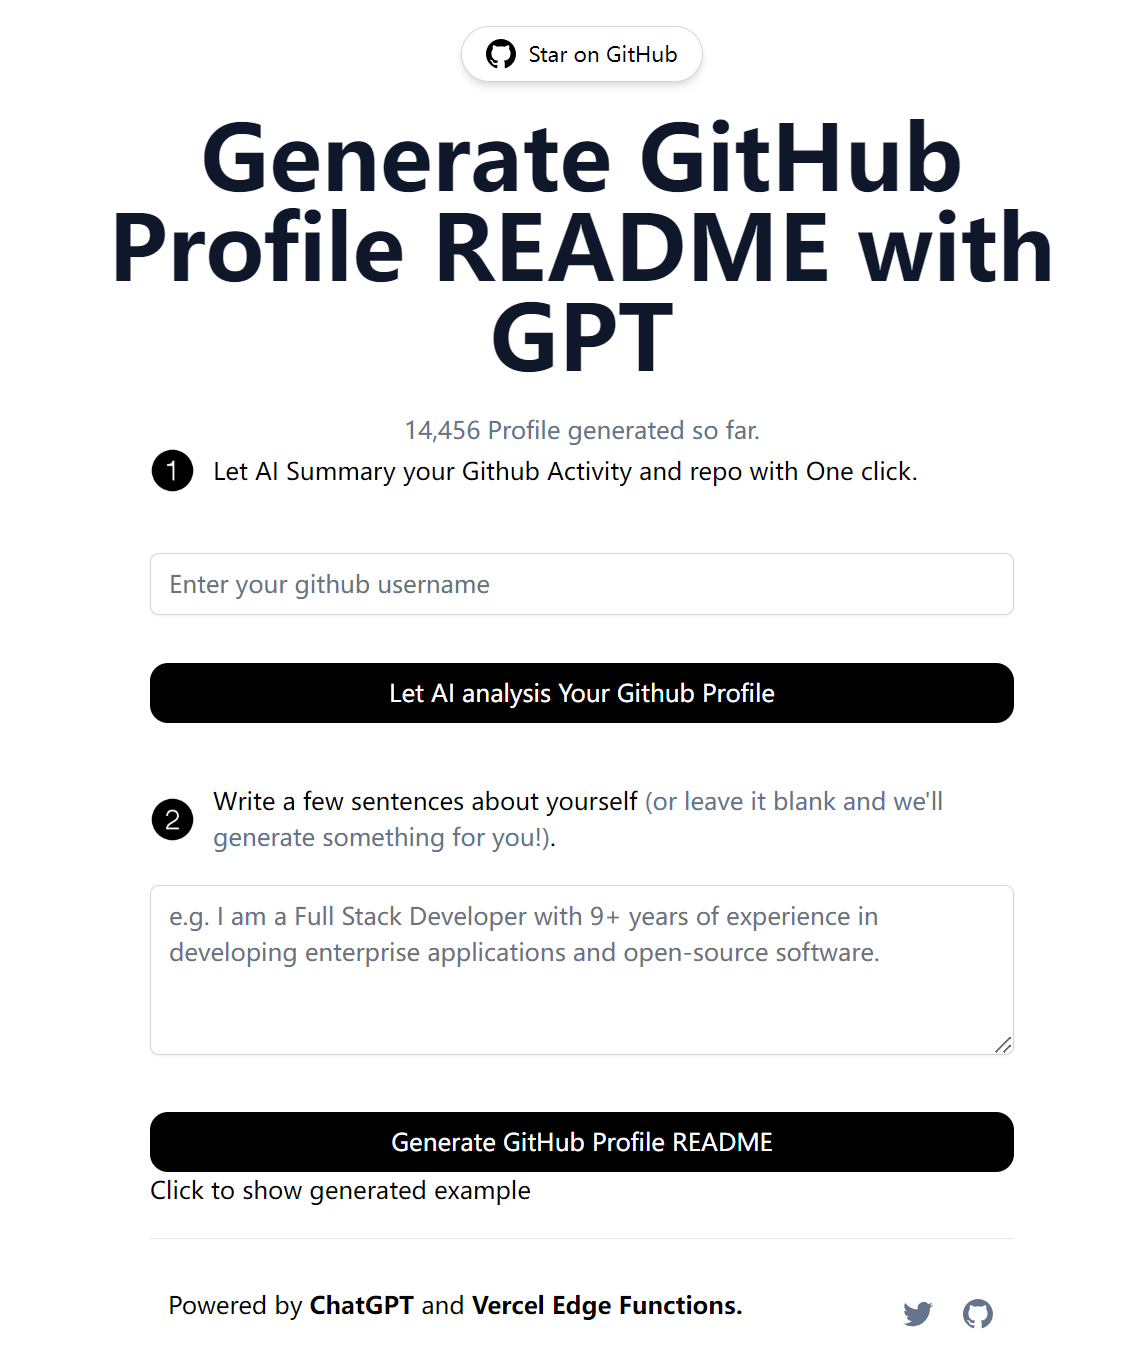 Star on GitHub
Generate GitHub
Profile README with
GPT
14,456 Profile generated so far.
1 Let AI Summary your Github Activity and repo with One click.
Enter your github username
Let AI analysis Your Github Profile
2 Write a few sentences about yourself (or leave it blank and we'll
generate something for you!).
e.g. I am a Full Stack Developer with 9+ years of experience in
developing enterprise applications and open-source software.
Generate GitHub Profile README
Click to show generated example
Powered by ChatGPT and Vercel Edge Functions.